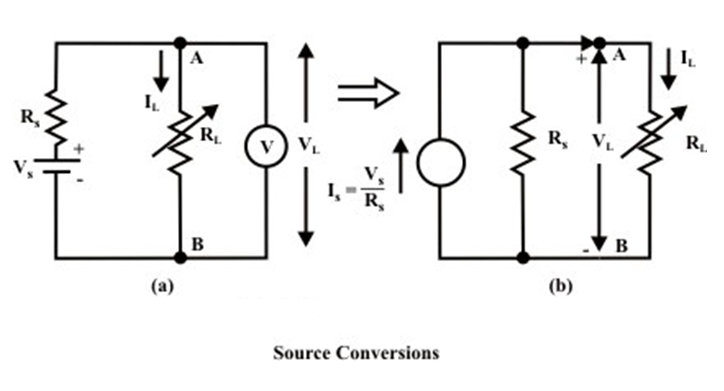 A
+
A
I_L
I_L
R_s
R_L
V
V_L
R_s
V_L
R_L
+
V_s
-
I_s = V_s / R_s
B
-
B
(a)
(b)
Source Conversions